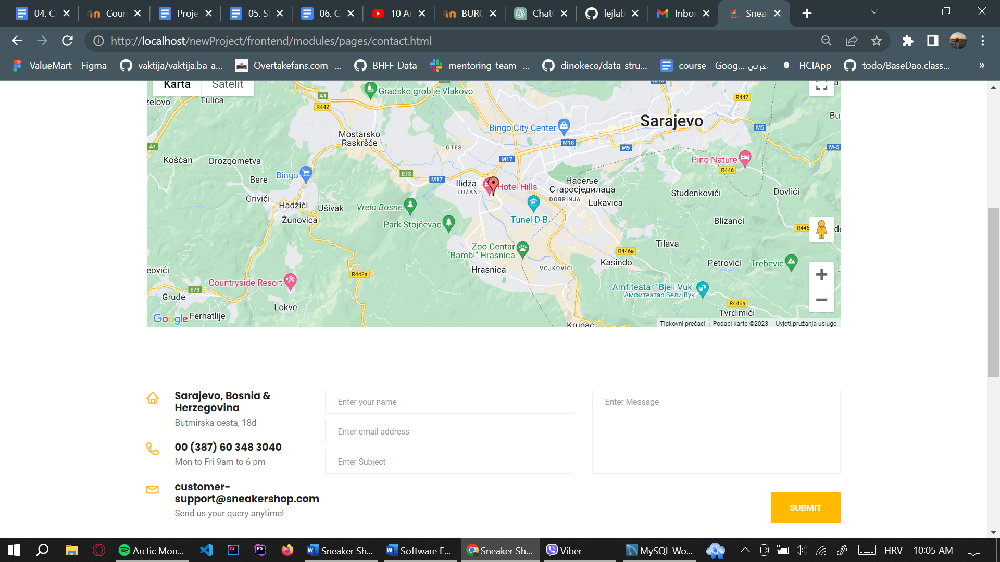 04. C
Cour
Proje
05. S
06. C
10 Ar
BURC
Chat
lejlab
Inbo
Sneal
http://localhost/newProject/frontend/modules/pages/contact.html
ValueMart – Figma
vaktija/vaktija.ba-a...
Overtakefans.com -...
BHFF-Data
mentoring-team -...
dinokeco/data-stru...
course - Goog... عربي
HCIApp
todo/BaseDao.class...
»
Karta
Satelit
želovo
Tulica
A1
R442
Gradsko groblje Vlakovo
M18
R447
a
Bu
Sarajevo
Bingo City Center
M5
M18
M5
M-5
Mostarsko
Raskršće
OTES
A1
Košćan
Drozgometva
M17
Pino Nature
R446
Bingo
E73
M17
Bare
Ilidža
LUŽANI
Hotel Hills
Насеље
Старосједилаца
DOBRINJA
Studenkovići
Dovlići
Grivići
Hadžići
Ušivak
Vrelo Bosne
Lukavica
Žunovica
Park Stojčevac
Tunel D-B
Blizanci
R446
de
Zoo Centar
"Bambi" Hrasnica
R446a
Tilava
Kasindo
Petrovići
Trebević
eovići
R442a
Hrasnica
VOJKOVIĆI
Countryside Resort
E73
Grude
Amfiteatar "Bjeli Vuk"
Амфитеатар Бели Вук
R446a
Lokve
Tvrdimići
Google
Ferhatlije
Krupac
Tipkovni prečaci
Podaci karte ©2023
Uvjeti pružanja usluge
Sarajevo, Bosnia &
Herzegovina
Butmirska cesta, 18d
00 (387) 60 348 3040
Mon to Fri 9am to 6 pm
customer-
support@sneakershop.com
Send us your query anytime!
Enter your name
Enter email address
Enter Subject
Enter Message
SUBMIT
Arctic Mon...
Sneaker Sh...
Software E...
Sneaker Sh...
Viber
MySQL Wo...
HRV
10:05 AM